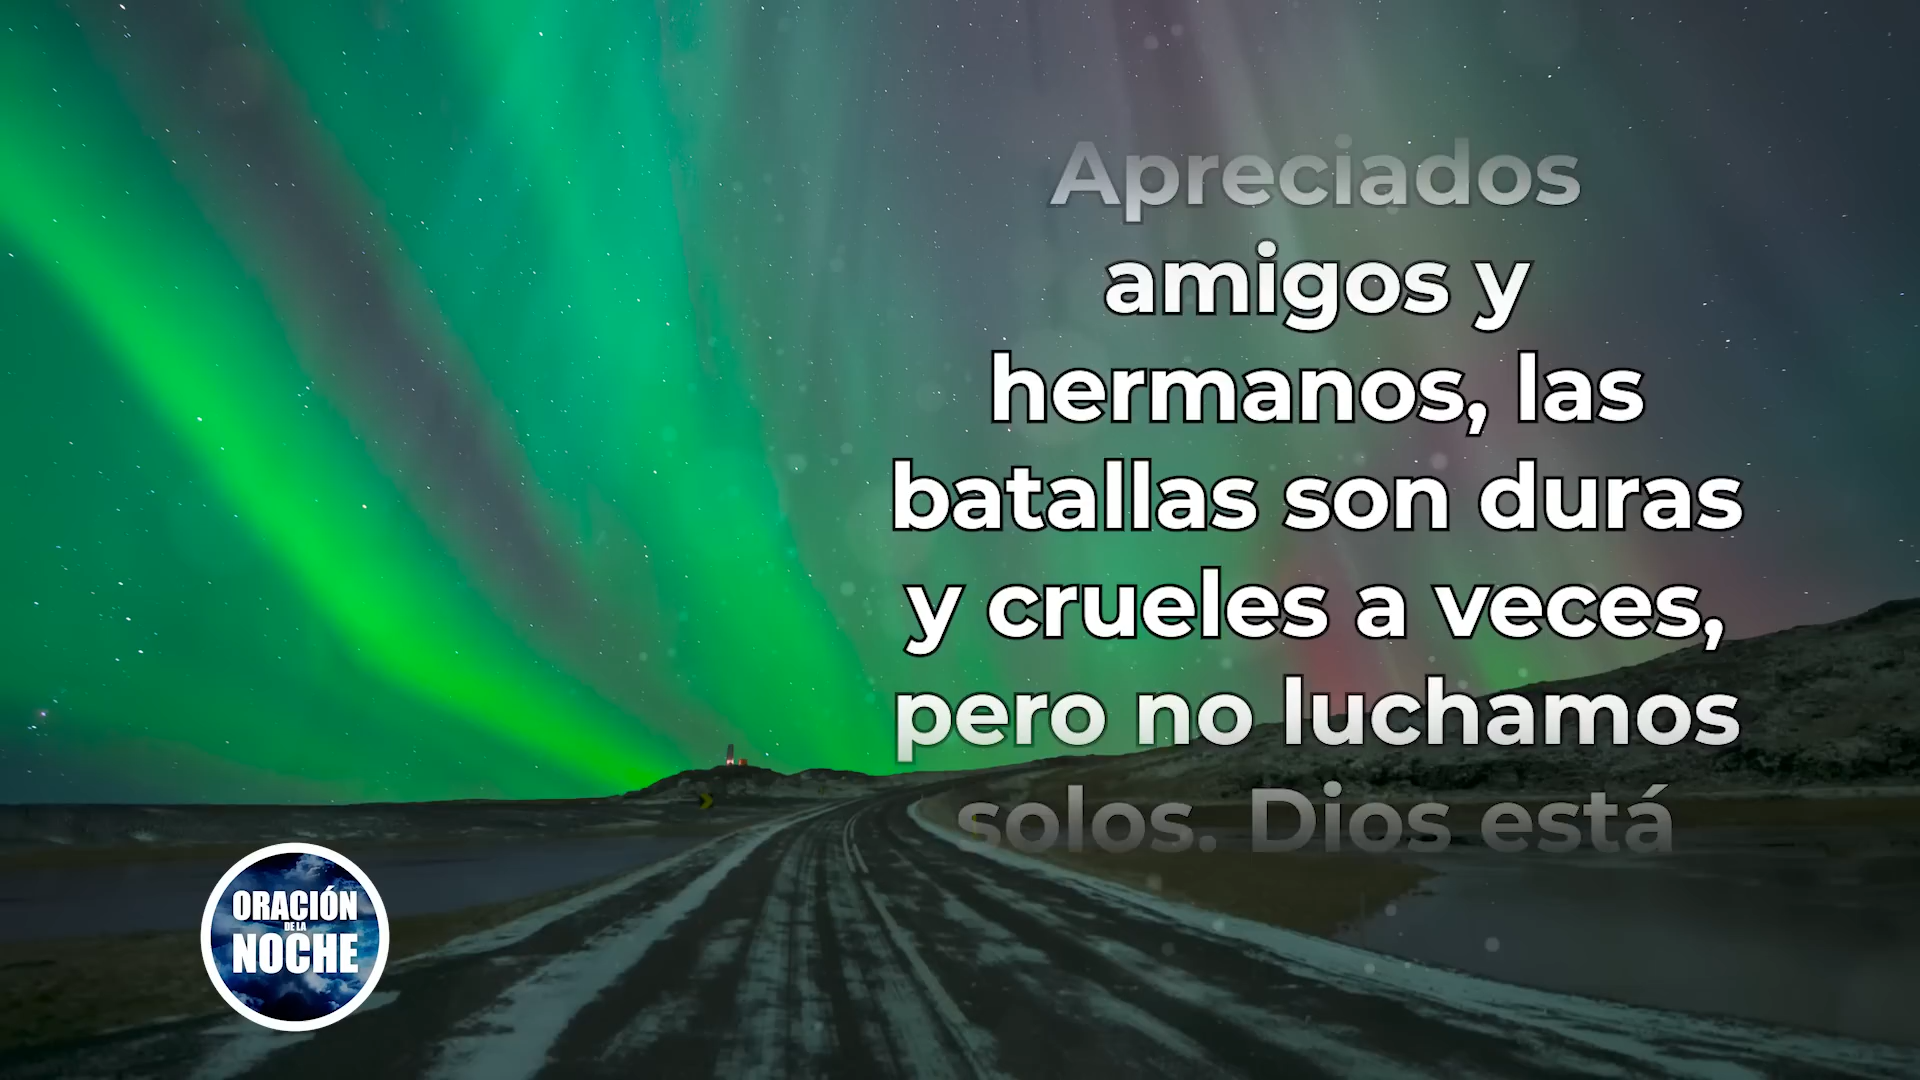 Apreciados
amigos y
hermanos, las
batallas son duras
y crueles a veces,
pero no luchamos
solos. Dios está
ORACIÓN
DE LA
NOCHE